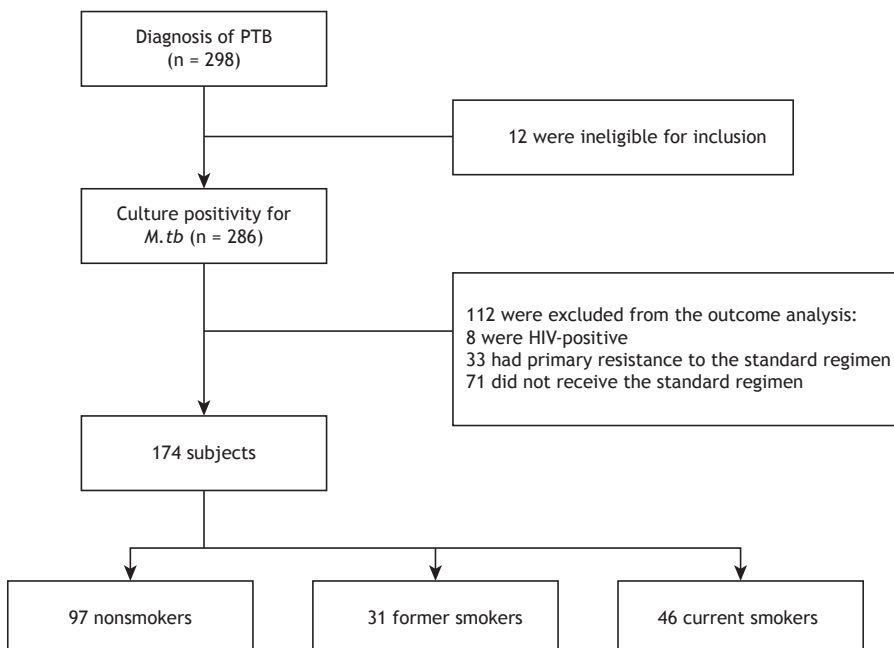 Diagnosis of PTB
(n = 298)
12 were ineligible for inclusion
Culture positivity for
M.tb (n = 286)
112 were excluded from the outcome analysis:
8 were HIV-positive
33 had primary resistance to the standard regimen
71 did not receive the standard regimen
174 subjects
97 nonsmokers
31 former smokers
46 current smokers